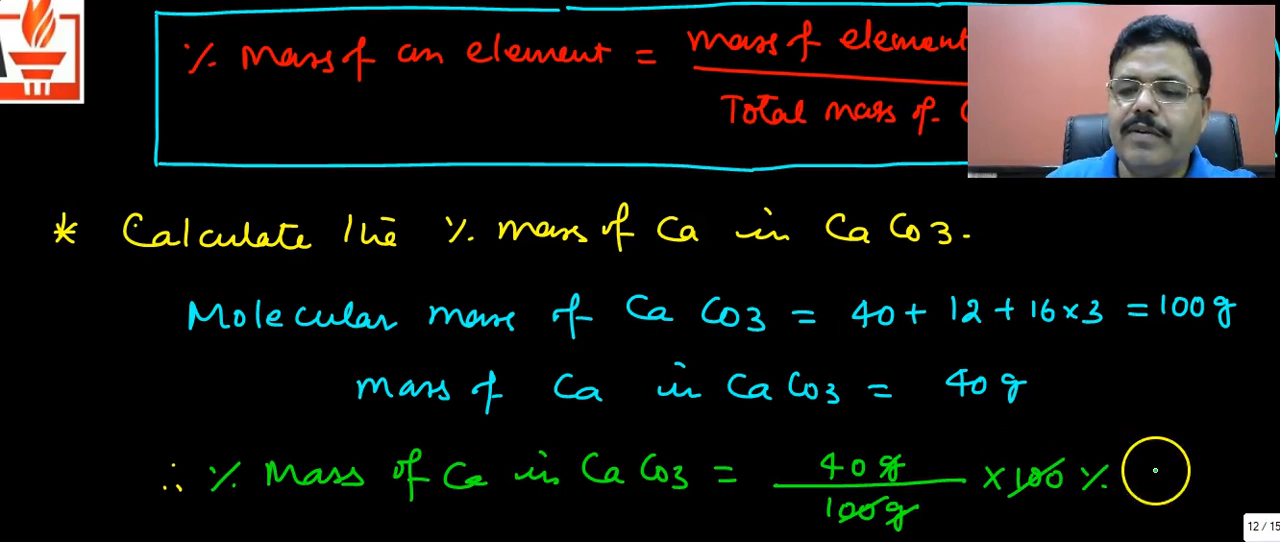 % Mass of an element = mass of element
Total mass of
* Calculate the % mass of Ca in CaCo3.
Molecular mass of CaCo3 = 40 + 12 + 16×3 = 100g
mass of Ca in CaCo3 = 40g
∴ % Mass of Ca in CaCo3 = 40g
100g
×100 %
12/15